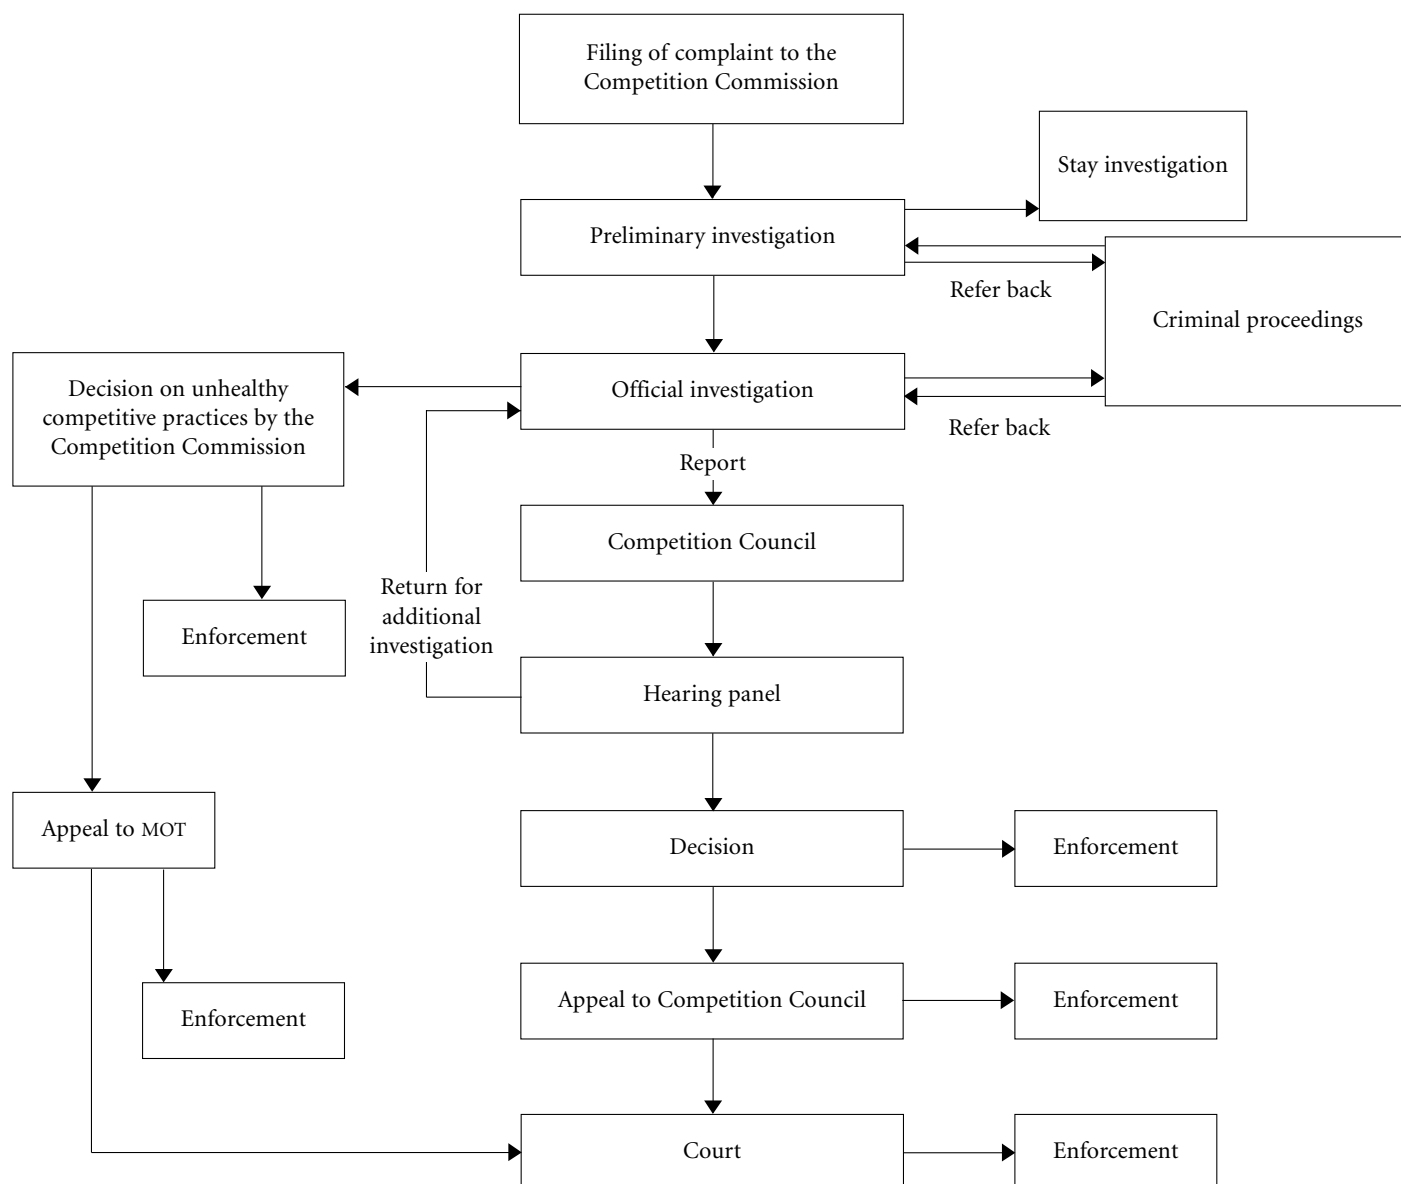 Filing of complaint to the
Competition Commission
Stay investigation
Preliminary investigation
Refer back
Criminal proceedings
Decision on unhealthy
competitive practices by the
Competition Commission
Official investigation
Refer back
Report
Competition Council
Return for
additional
investigation
Enforcement
Hearing panel
Appeal to MOT
Decision
Enforcement
Enforcement
Appeal to Competition Council
Enforcement
Court
Enforcement